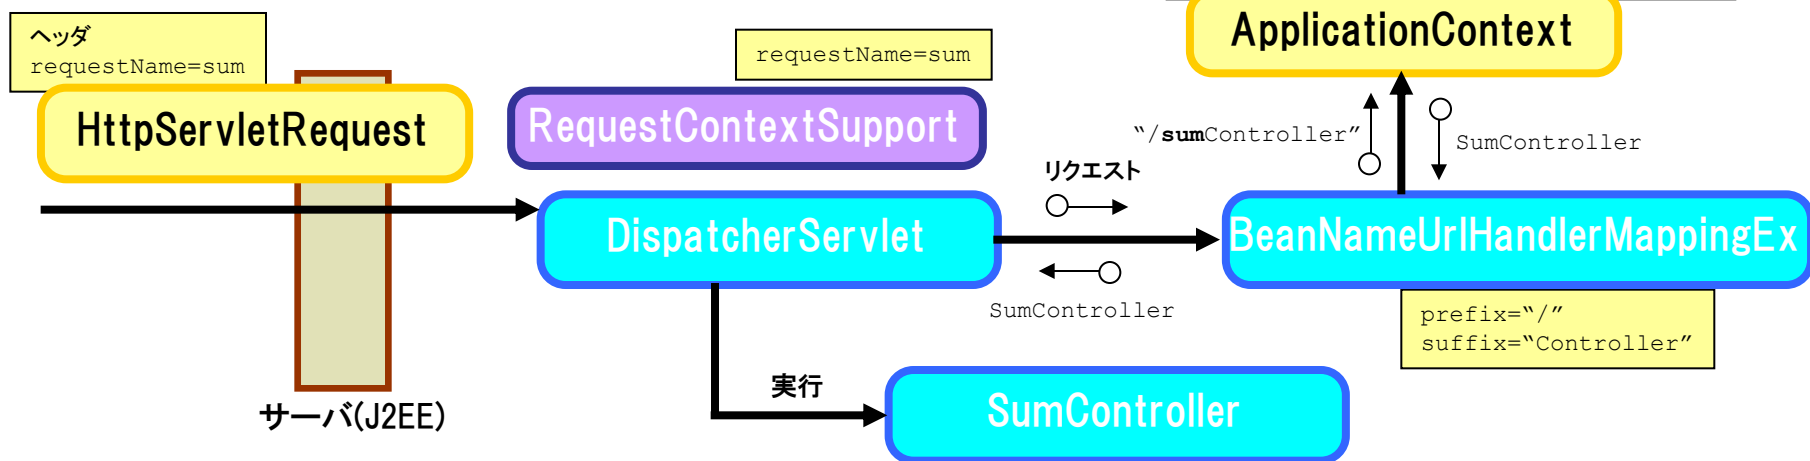 ヘッダ
requestName=sum
HttpServletRequest
requestName=sum
RequestContextSupport
ApplicationContext
“/sumController”
SumController
リクエスト
DispatcherServlet
BeanNameUrlHandlerMappingEx
SumController
prefix=“/”
suffix=“Controller”
実行
SumController
サーバ(J2EE)